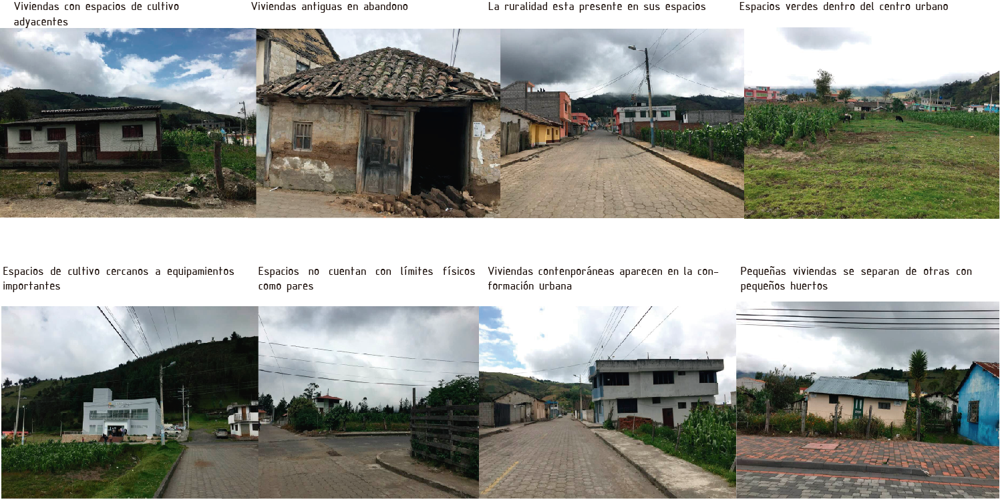 Viviendas con espacios de cultivo
adyacentes
Viviendas antiguas en abandono
La ruralidad esta presente en sus espacios
Espacios verdes dentro del centro urbano
Espacios de cultivo cercanos a equipamientos
importantes
Espacios no cuentan con límites físicos
como pares
Viviendas contenporáneas aparecen en la con-
formación urbana
Pequeñas viviendas se separan de otras con
pequeños huertos